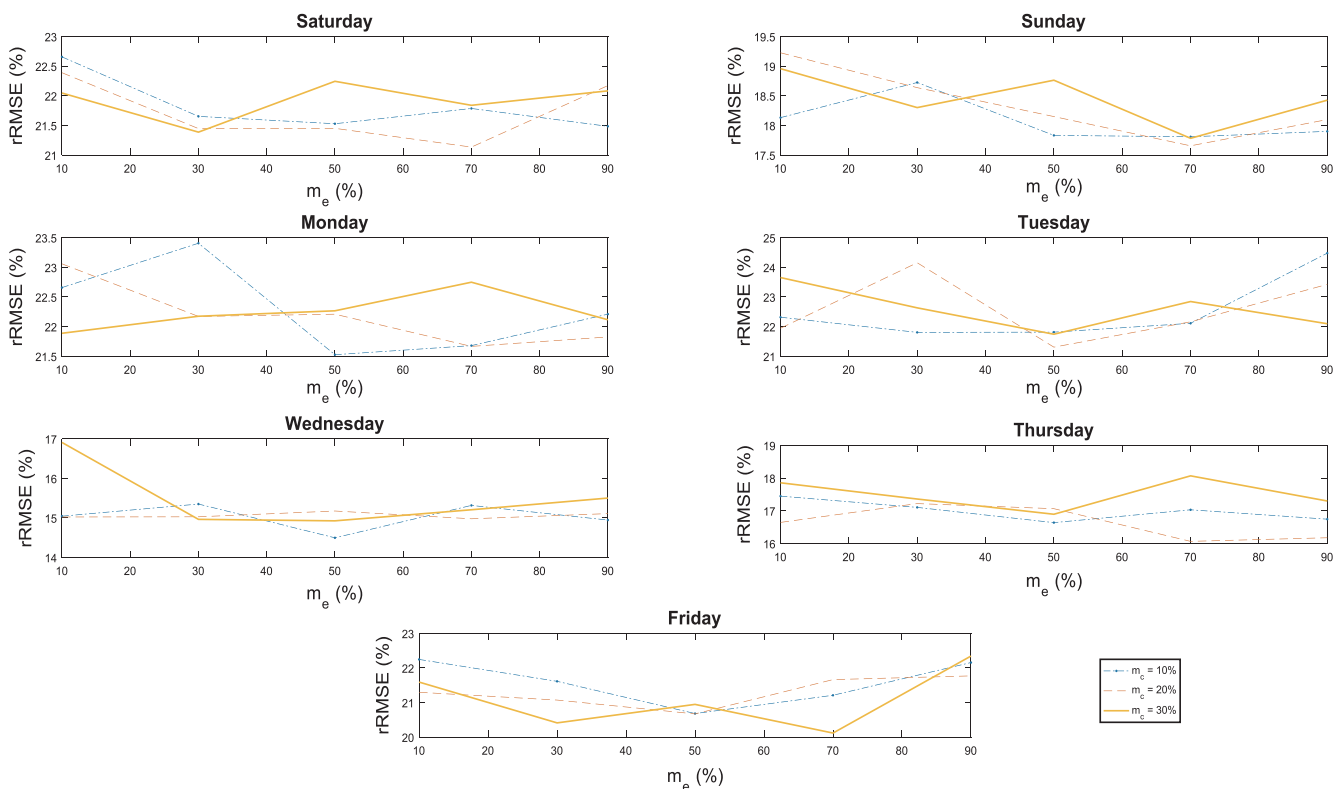 Saturday
23
22.5
22
21.5
21
rRMSE (%)
10 20 30 40 50 60 70 80 90
m_e (%)
Sunday
19.5
19
18.5
18
17.5
rRMSE (%)
10 20 30 40 50 60 70 80 90
m_e (%)
Monday
23.5
23
22.5
22
21.5
rRMSE (%)
10 20 30 40 50 60 70 80 90
m_e (%)
Tuesday
25
24
23
22
21
rRMSE (%)
10 20 30 40 50 60 70 80 90
m_e (%)
Wednesday
17
16
15
14
rRMSE (%)
10 20 30 40 50 60 70 80 90
m_e (%)
Thursday
19
18
17
16
rRMSE (%)
10 20 30 40 50 60 70 80 90
m_e (%)
Friday
23
22
21
20
rRMSE (%)
10 20 30 40 50 60 70 80 90
m_e (%)
m_c = 10%
m_c = 20%
m_c = 30%